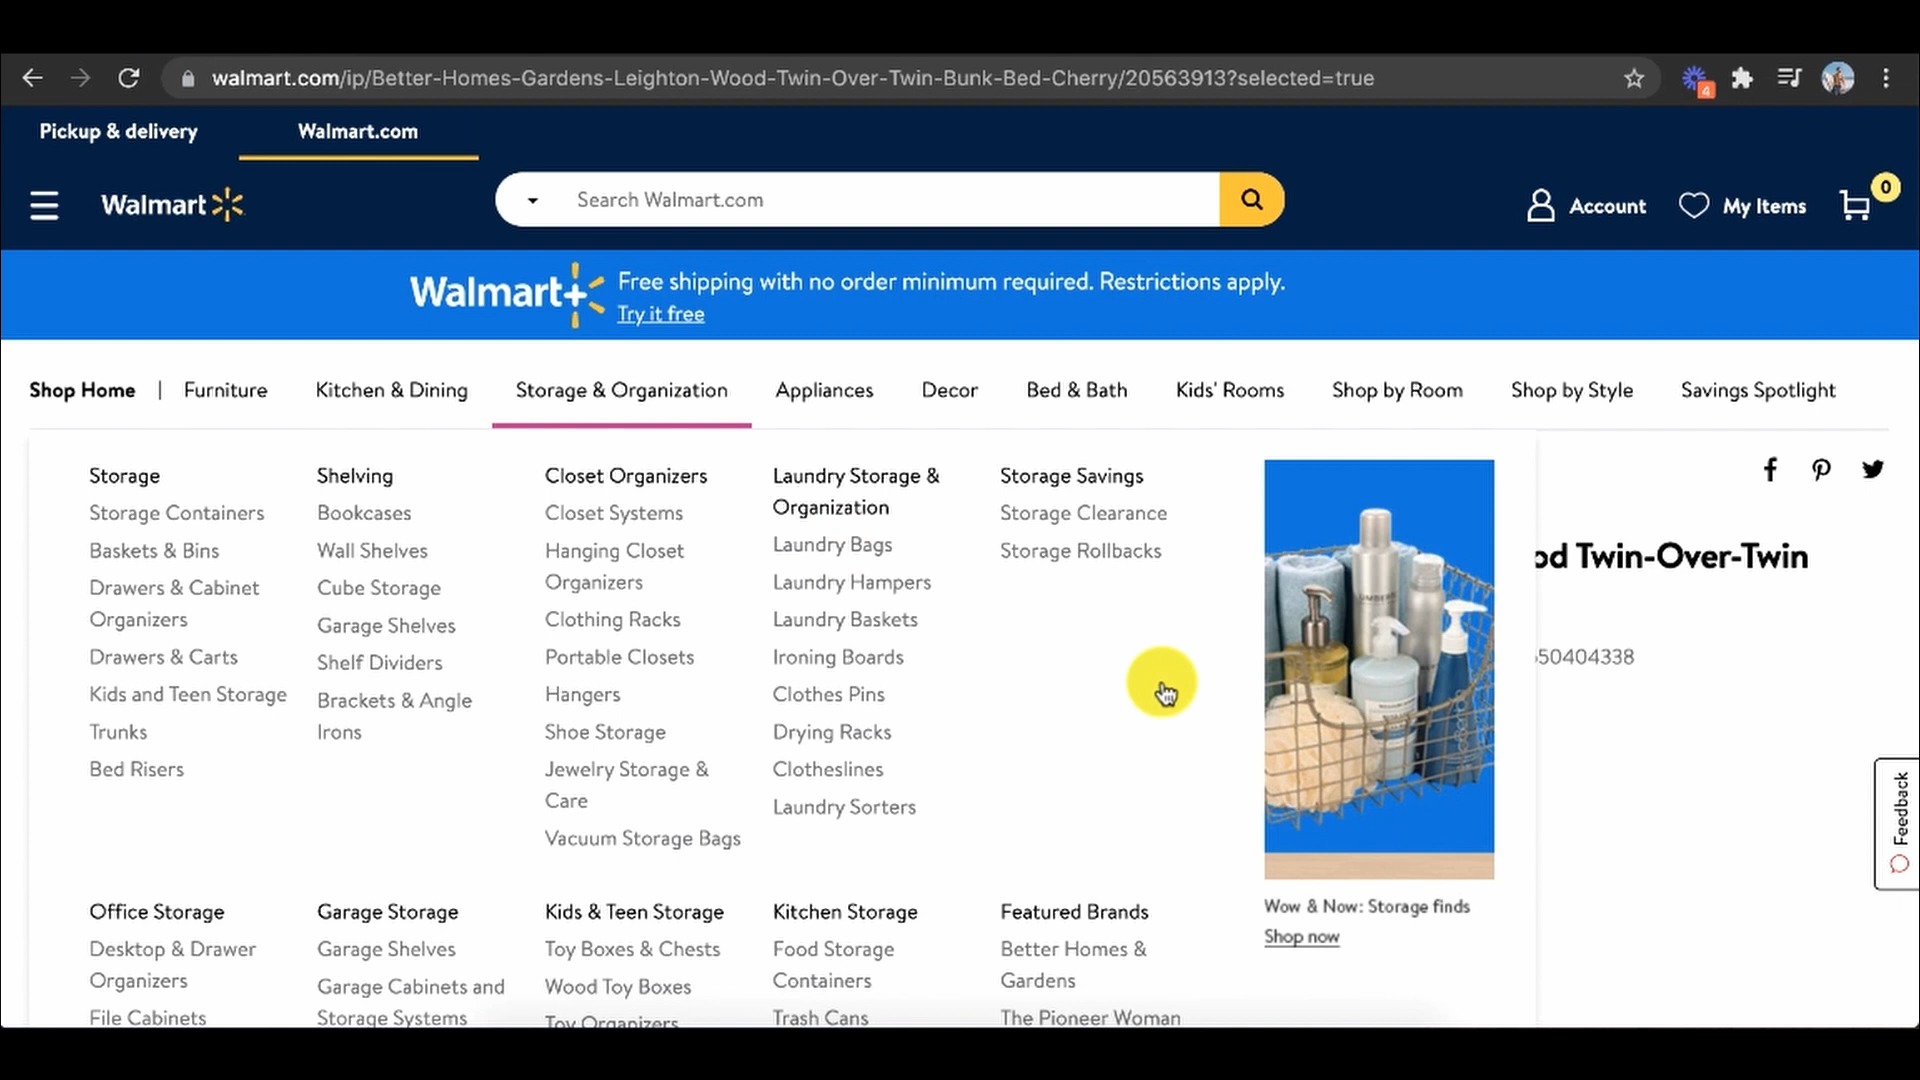 walmart.com/ip/Better-Homes-Gardens-Leighton-Wood-Twin-Over-Twin-Bunk-Bed-Cherry/20563913?selected=true
4
Pickup & delivery
Walmart.com
Walmart
Search Walmart.com
Account
My Items
0
Walmart+
Free shipping with no order minimum required. Restrictions apply.
Try it free
Shop Home | Furniture Kitchen & Dining Storage & Organization Appliances Decor Bed & Bath Kids' Rooms Shop by Room Shop by Style Savings Spotlight
Storage
Storage Containers
Baskets & Bins
Drawers & Cabinet
Organizers
Drawers & Carts
Kids and Teen Storage
Trunks
Bed Risers
Shelving
Bookcases
Wall Shelves
Cube Storage
Garage Shelves
Shelf Dividers
Brackets & Angle
Irons
Closet Organizers
Closet Systems
Hanging Closet
Organizers
Clothing Racks
Portable Closets
Hangers
Shoe Storage
Jewelry Storage &
Care
Vacuum Storage Bags
Laundry Storage &
Organization
Laundry Bags
Laundry Hampers
Laundry Baskets
Ironing Boards
Clothes Pins
Drying Racks
Clotheslines
Laundry Sorters
Storage Savings
Storage Clearance
Storage Rollbacks
od Twin-Over-Twin
50404338
Feedback
Office Storage
Desktop & Drawer
Organizers
File Cabinets
Garage Storage
Garage Shelves
Garage Cabinets and
Storage Systems
Kids & Teen Storage
Toy Boxes & Chests
Wood Toy Boxes
Toy Organizers
Kitchen Storage
Food Storage
Containers
Trash Cans
Featured Brands
Better Homes &
Gardens
The Pioneer Woman
Wow & Now: Storage finds
Shop now